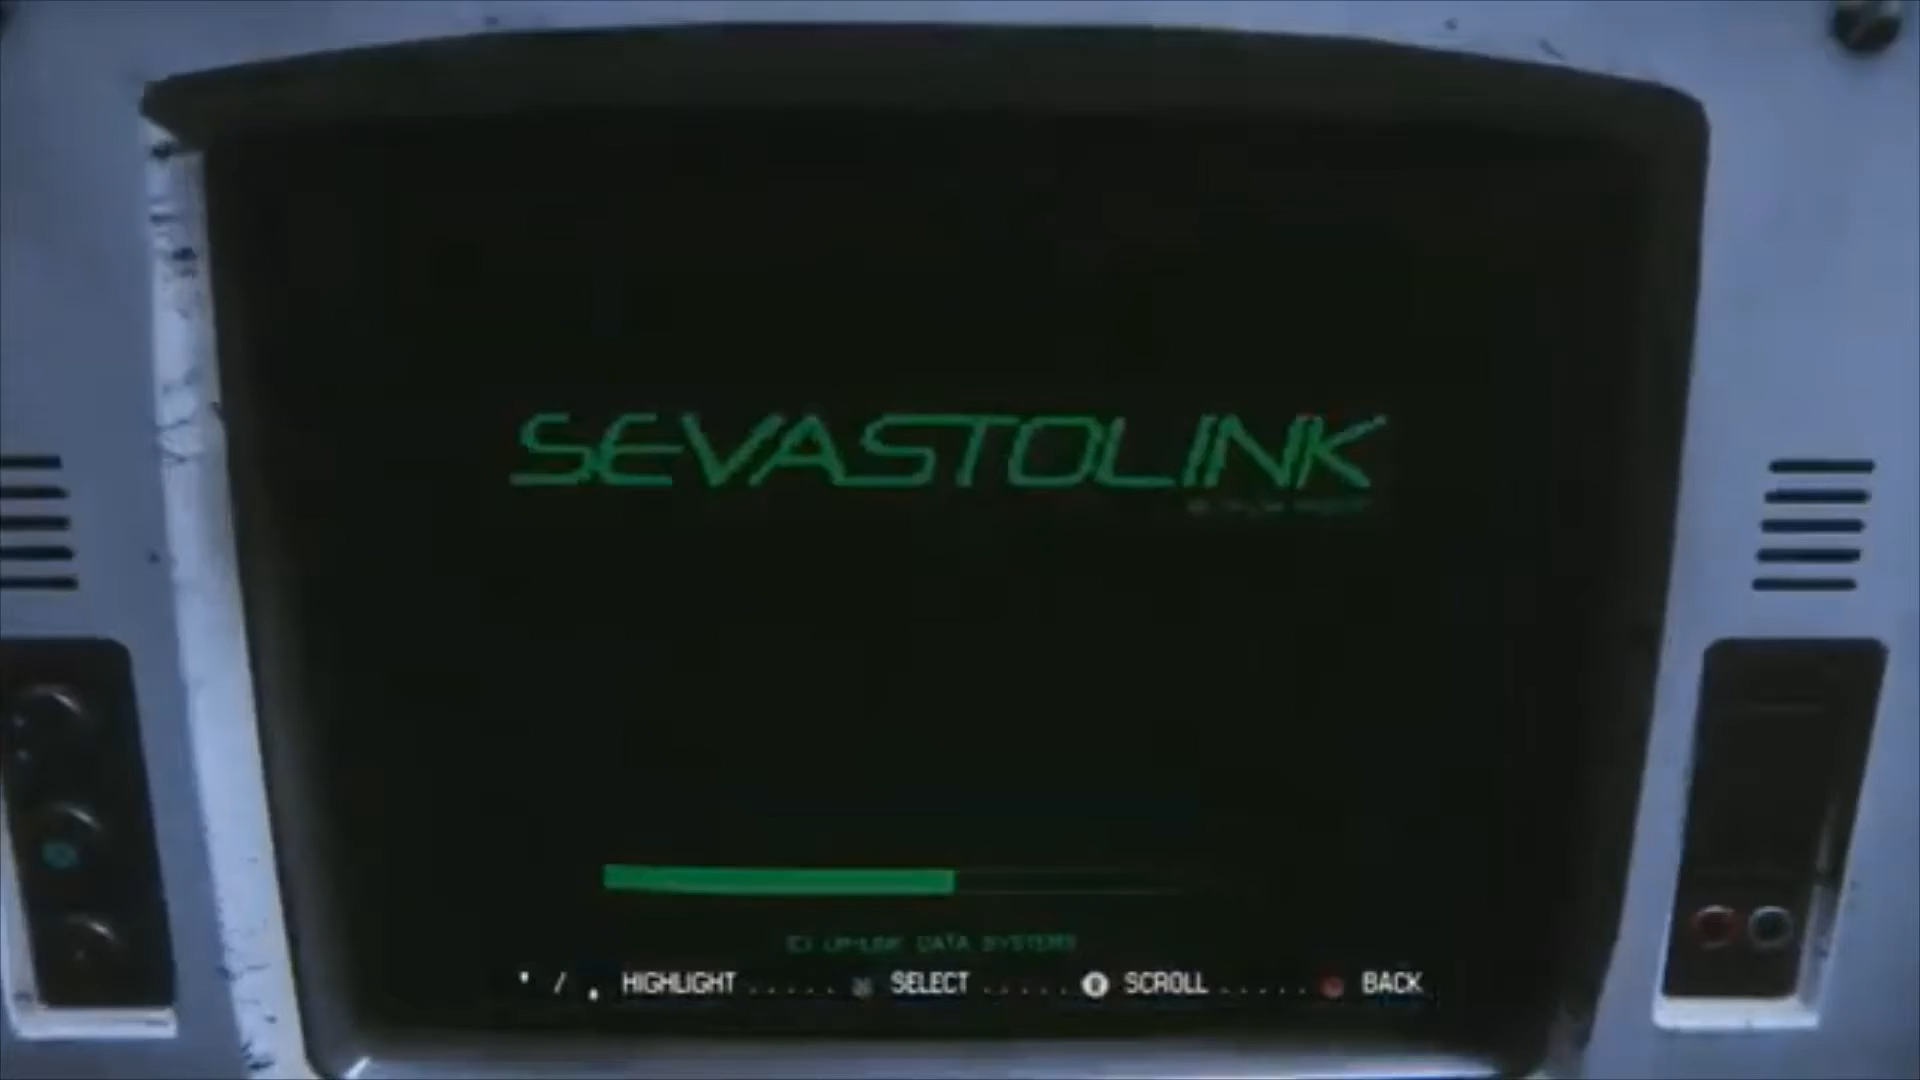 SEVASTOLINK
(C) UP-LINK DATA SYSTEMS
/ HIGHLIGHT ..... SELECT ..... SCROLL ..... BACK